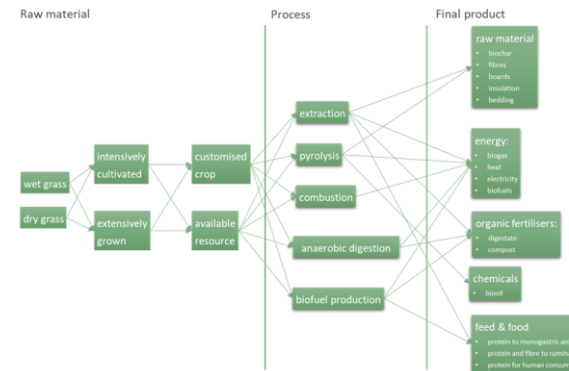 Raw material
Process
Final product
wet grass
dry grass
intensively
cultivated
extensively
grown
customised
crop
available
resource
extraction
pyrolysis
combustion
anaerobic digestion
biofuel production
raw material
• biochar
• fibres
• boards
• insulation
• bedding
energy:
• biogas
• heat
• electricity
• biofuels
organic fertilisers:
• digestate
• compost
chemicals
• biooil
feed & food
• protein to monogastric ani
• protein and fibre to rumina
• protein for human consum